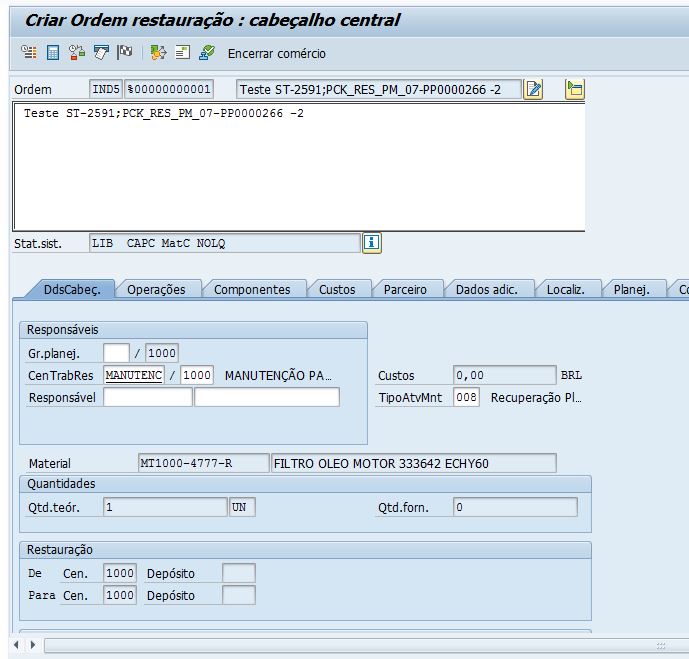 Criar Ordem restauração : cabeçalho central
Encerrar comércio
Ordem IND5 %00000000001 Teste ST-2591;PCK_RES_PM_07-PP0000266 -2
Teste ST-2591;PCK_RES_PM_07-PP0000266 -2
Stat.sist. LIB CAPC MatC NOLQ
DdsCabeç. Operações Componentes Custos Parceiro Dados adic. Localiz. Planej. Co
Responsáveis
Gr.planej. / 1000
CenTrabRes MANUTENC / 1000 MANUTENÇÃO PA... Custos 0,00 BRL
Responsável TipoAtvMnt 008 Recuperação Pl...
Material MT1000-4777-R FILTRO OLEO MOTOR 333642 ECHY60
Quantidades
Qtd.teór. 1 UN Qtd.forn. 0
Restauração
De Cen. 1000 Depósito
Para Cen. 1000 Depósito